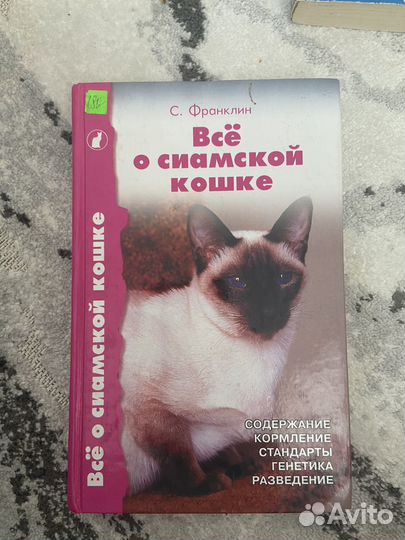 С. Франклин
Всё
о сиамской
кошке
СОДЕРЖАНИЕ
КОРМЛЕНИЕ
СТАНДАРТЫ
ГЕНЕТИКА
РАЗВЕДЕНИЕ
Всё о сиамской кошке
Avito